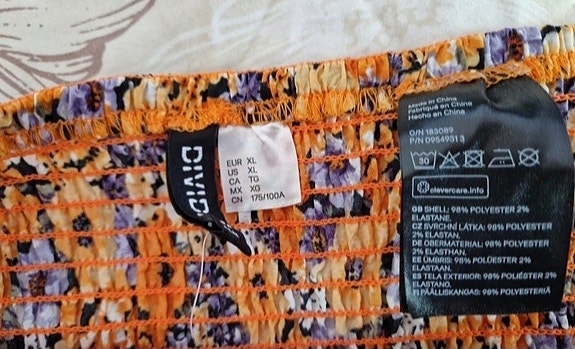 DIVID
EUR XL
US XL
CA TG
MX XG
CN 175/100A
Made in China
Fabriqué en Chine
Hecho en China
O/N 183089
P/N 09549313
30
clevercare.info
GB SHELL: 98% POLYESTER 2%
ELASTANE.
CZ SVRCHNÍ LÁTKA: 98% POLYESTER
2% ELASTAN.
DE OBERMATERIAL: 98% POLYESTER
2% ELASTHAN.
EE ÜMBRIS: 98% POLÜESTER 2%
ELASTAAN.
ES TELA EXTERIOR: 98% POLIÉSTER 2%
ELASTANO.
FI PÄÄLLISKANGAS: 98% POLYESTERIÄ